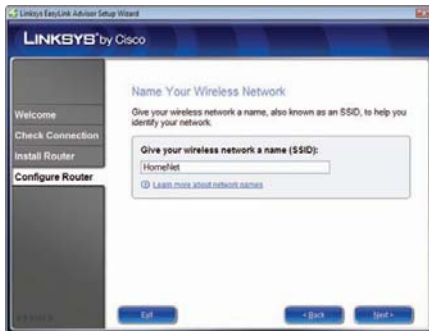 Linksys EasyLink Advisor Setup Wizard
LINKSYS by Cisco
Welcome
Check Connection
Install Router
Configure Router
Name Your Wireless Network
Give your wireless network a name, also known as an SSID, to help you
identify your network.
Give your wireless network a name (SSID):
HomeNet
Learn more about network names
Exit
< Back
Next >